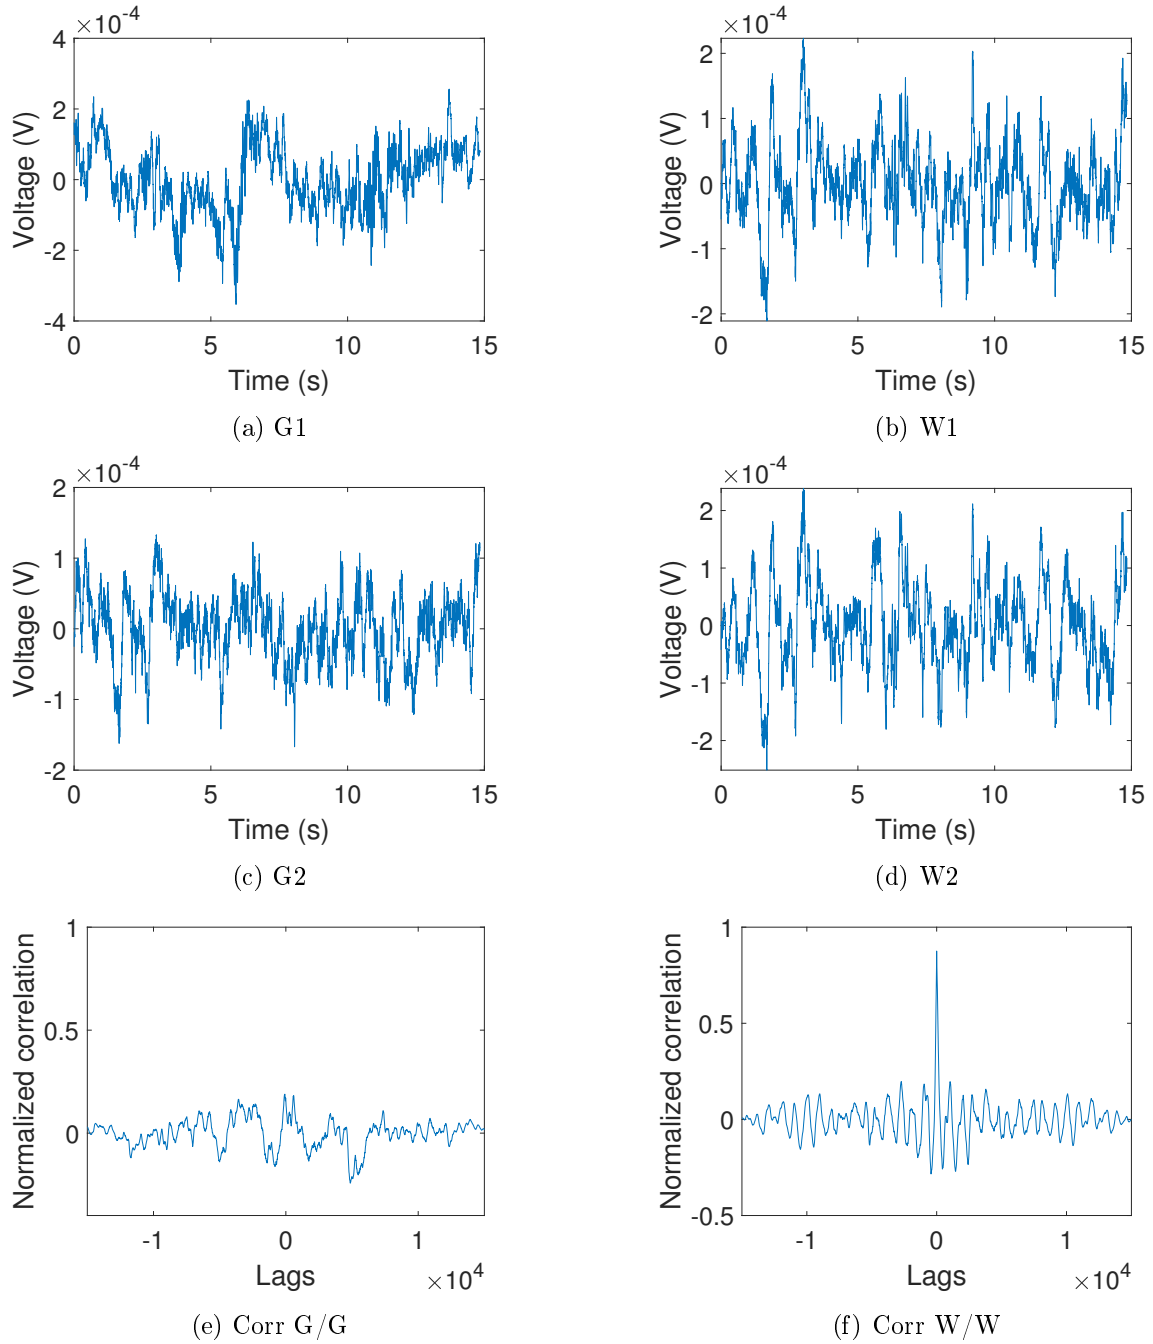 ×10-4
4
2
0
-2
-4
Voltage (V)
0 5 10 15
Time (s)
(a) G1
×10-4
2
1
0
-1
-2
Voltage (V)
0 5 10 15
Time (s)
(b) W1
×10-4
2
1
0
-1
-2
Voltage (V)
0 5 10 15
Time (s)
(c) G2
×10-4
2
1
0
-1
-2
Voltage (V)
0 5 10 15
Time (s)
(d) W2
1
0.5
0
Normalized correlation
-1 0 1
Lags ×10^4
(e) Corr G/G
1
0.5
0
-0.5
Normalized correlation
-1 0 1
Lags ×10^4
(f) Corr W/W